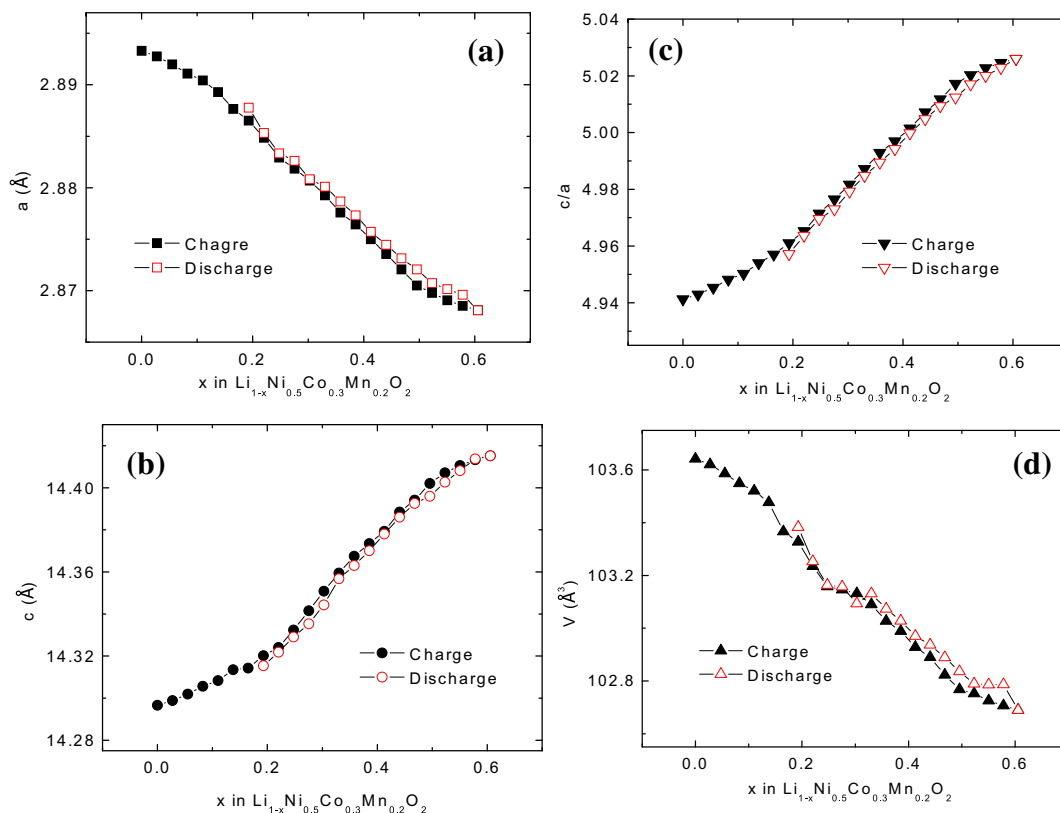 (a)
a (Å)
2.89
2.88
2.87
Chagre
Discharge
0.0 0.2 0.4 0.6
x in Li1-xNi0.5Co0.3Mn0.2O2
(c)
c/a
5.04
5.02
5.00
4.98
4.96
4.94
Charge
Discharge
0.0 0.2 0.4 0.6
x in Li1-xNi0.5Co0.3Mn0.2O2
(b)
c (Å)
14.40
14.36
14.32
14.28
Charge
Discharge
0.0 0.2 0.4 0.6
x in Li1-xNi0.5Co0.3Mn0.2O2
(d)
V (Å³)
103.6
103.2
102.8
Charge
Discharge
0.0 0.2 0.4 0.6
x in Li1-xNi0.5Co0.3Mn0.2O2